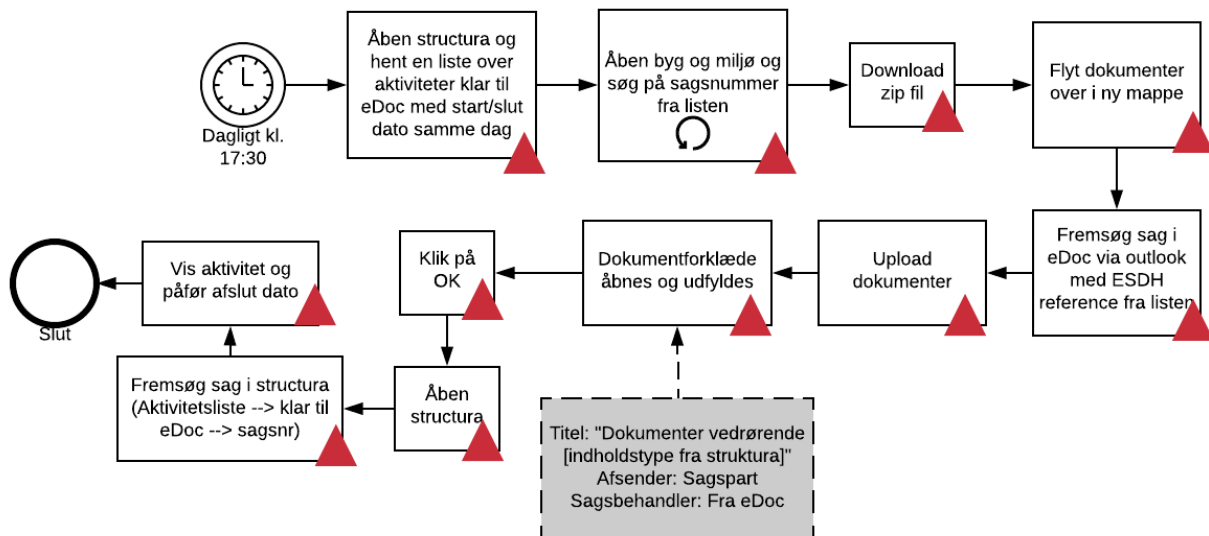 Dagligt kl.
17:30
Åben structura og
hent en liste over
aktiviteter klar til
eDoc med start/slut
dato samme dag
Åben byg og miljø og
søg på sagsnummer
fra listen
Download
zip fil
Flyt dokumenter
over i ny mappe
Fremsøg sag i
eDoc via outlook
med ESDH
reference fra listen
Upload
dokumenter
Dokumentforklæde
åbnes og udfyldes
Titel: "Dokumenter vedrørende
[indholdstype fra struktura]"
Afsender: Sagspart
Sagsbehandler: Fra eDoc
Klik på
OK
Åben
structura
Fremsøg sag i structura
(Aktivitetsliste --> klar til
eDoc --> sagsnr)
Vis aktivitet og
påfør afslut dato
Slut